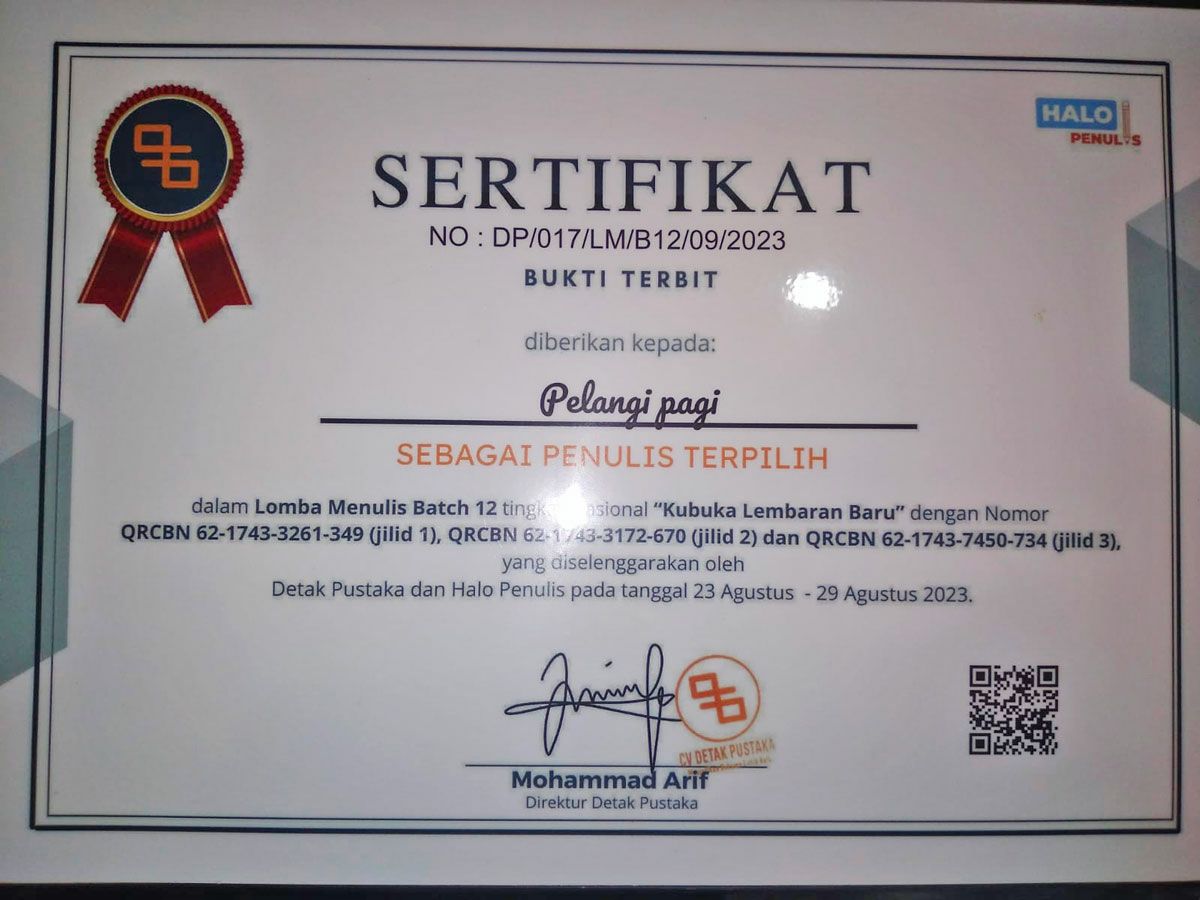 HALO
PENULIS
SERTIFIKAT
NO : DP/017/LM/B12/09/2023
BUKTI TERBIT
diberikan kepada:
Pelangi pagi
SEBAGAI PENULIS TERPILIH
dalam Lomba Menulis Batch 12 tingkat nasional “Kubuka Lembaran Baru” dengan Nomor
QRCBN 62-1743-3261-349 (jilid 1), QRCBN 62-1743-3172-670 (jilid 2) dan QRCBN 62-1743-7450-734 (jilid 3),
yang diselenggarakan oleh
Detak Pustaka dan Halo Penulis pada tanggal 23 Agustus - 29 Agustus 2023.
CV DETAK PUSTAKA
Mohammad Arif
Direktur Detak Pustaka